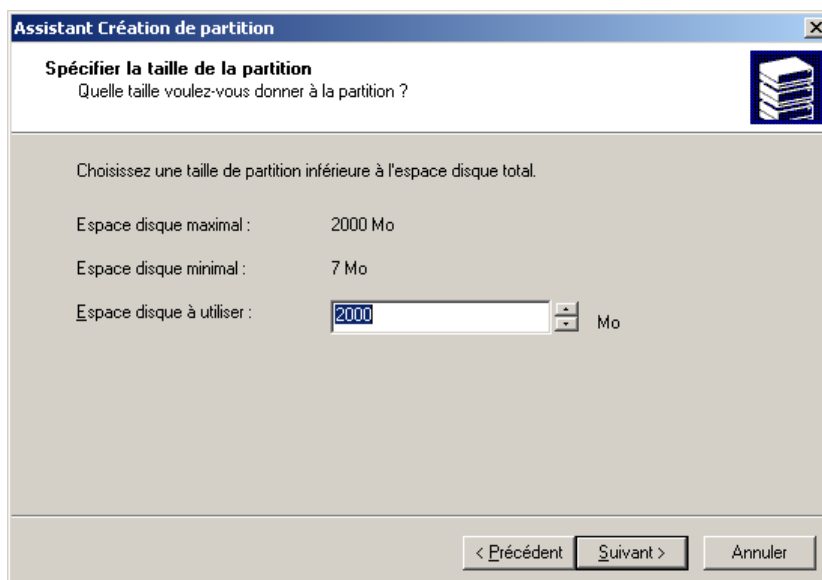 Assistant Création de partition
Spécifier la taille de la partition
Quelle taille voulez-vous donner à la partition ?
Choisissez une taille de partition inférieure à l'espace disque total.
Espace disque maximal : 2000 Mo
Espace disque minimal : 7 Mo
Espace disque à utiliser : 2000 Mo
< Précédent Suivant > Annuler